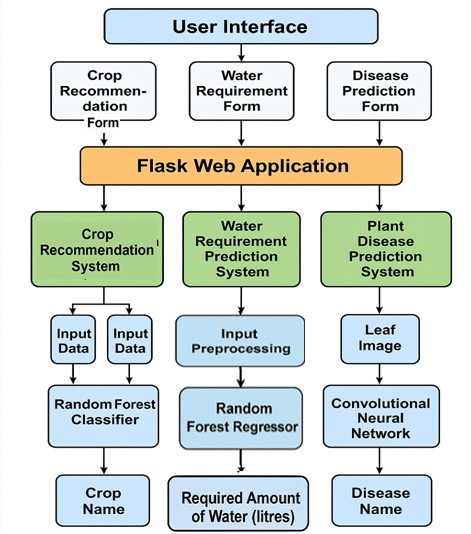 User Interface
Crop
Recommen-
dation
Form
Water
Requirement
Form
Disease
Prediction
Form
Flask Web Application
Crop
Recommendation
System
Water
Requirement
Prediction
System
Plant
Disease
Prediction
System
Input
Data
Input
Data
Input
Preprocessing
Leaf
Image
Random Forest
Classifier
Random
Forest Regressor
Convolutional
Neural
Network
Crop
Name
Required Amount
of Water (litres)
Disease
Name